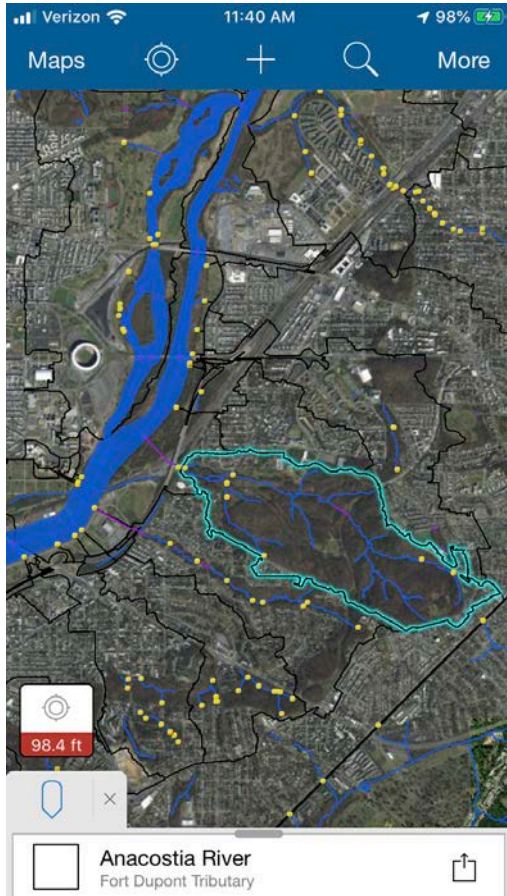 Verizon 11:40 AM 98%
Maps More
98.4 ft
Anacostia River
Fort Dupont Tributary